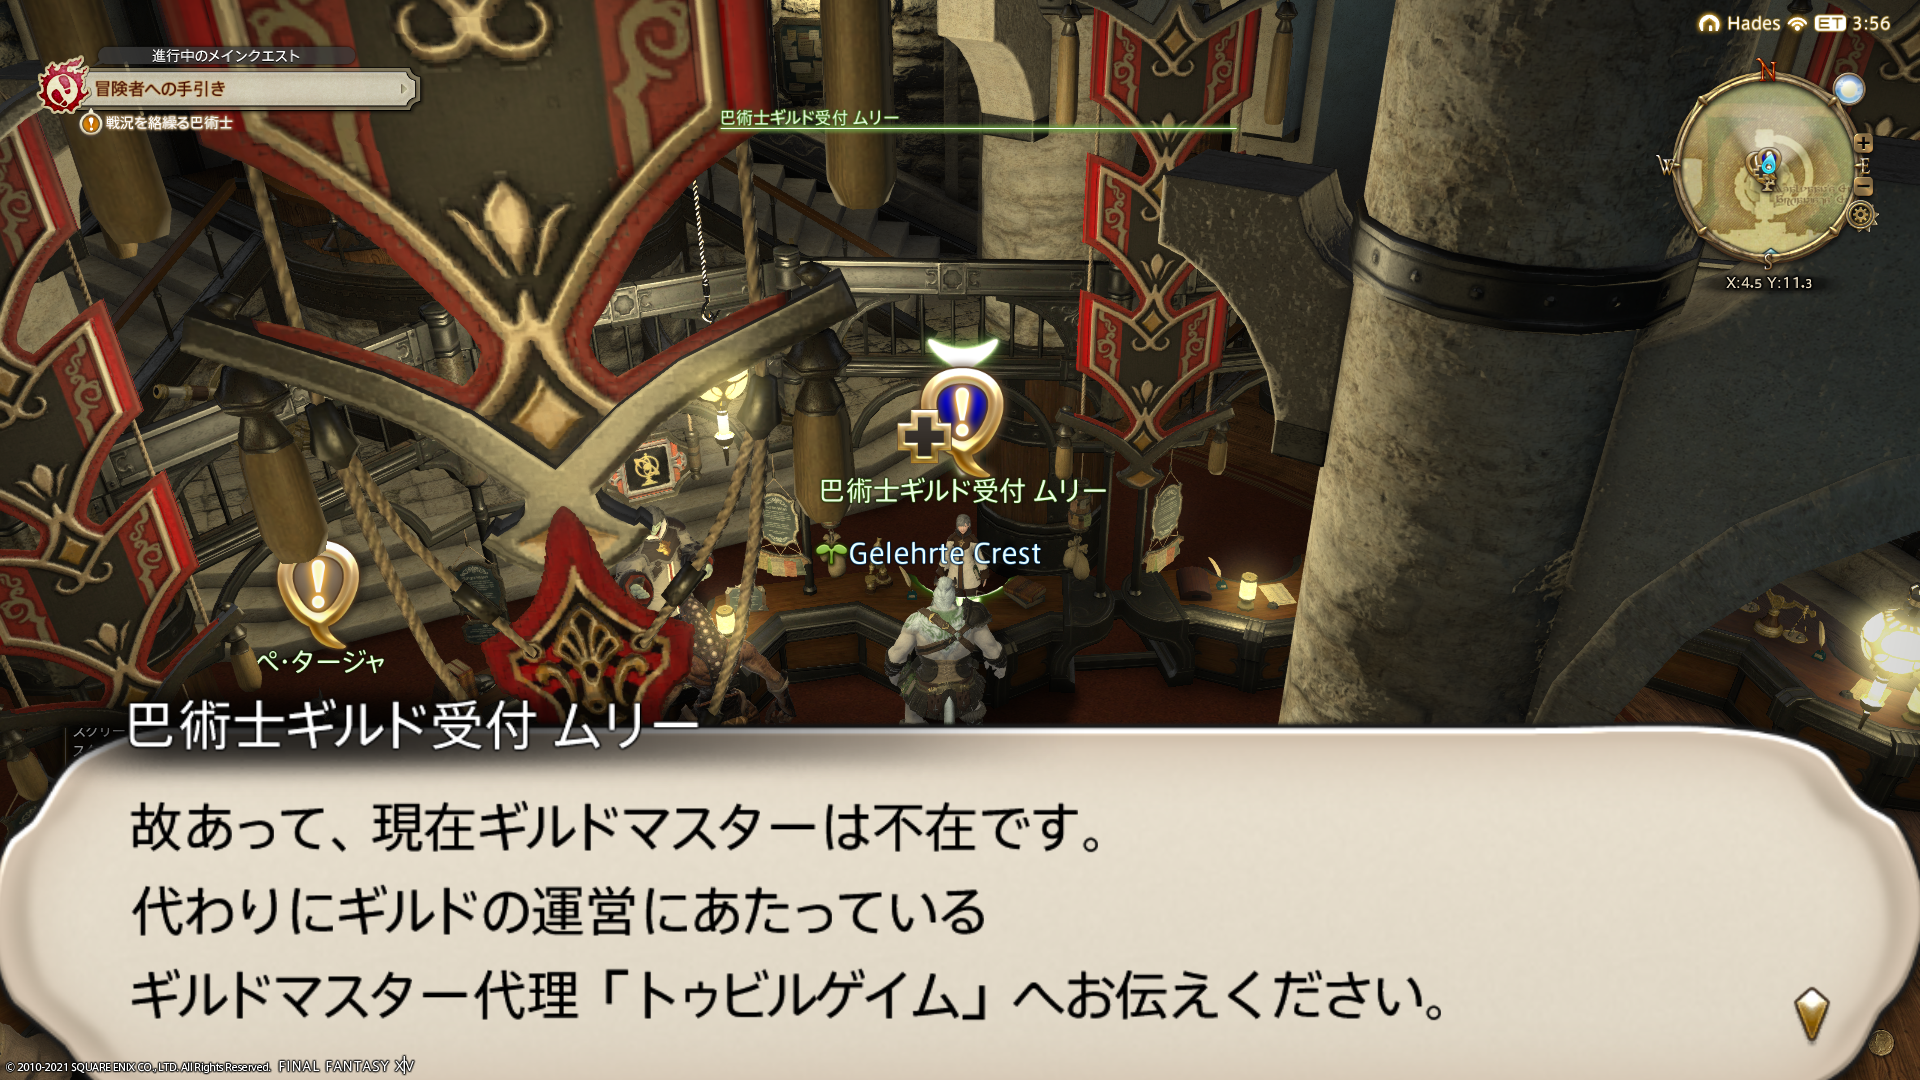 進行中のメインクエスト
冒険者への手引き
戦況を絡繰る巴術士
巴術士ギルド受付 ムリー
Hades ET 3:56
N
W
E
S
X:4.5 Y:11.3
巴術士ギルド受付 ムリー
Gelehrte Crest
ペ・タージャ
巴術士ギルド受付 ムリー
故あって、現在ギルドマスターは不在です。
代わりにギルドの運営にあたっている
ギルドマスター代理「トゥビルゲイム」へお伝えください。
© 2010-2021 SQUARE ENIX CO., LTD. All Rights Reserved. FINAL FANTASY XIV